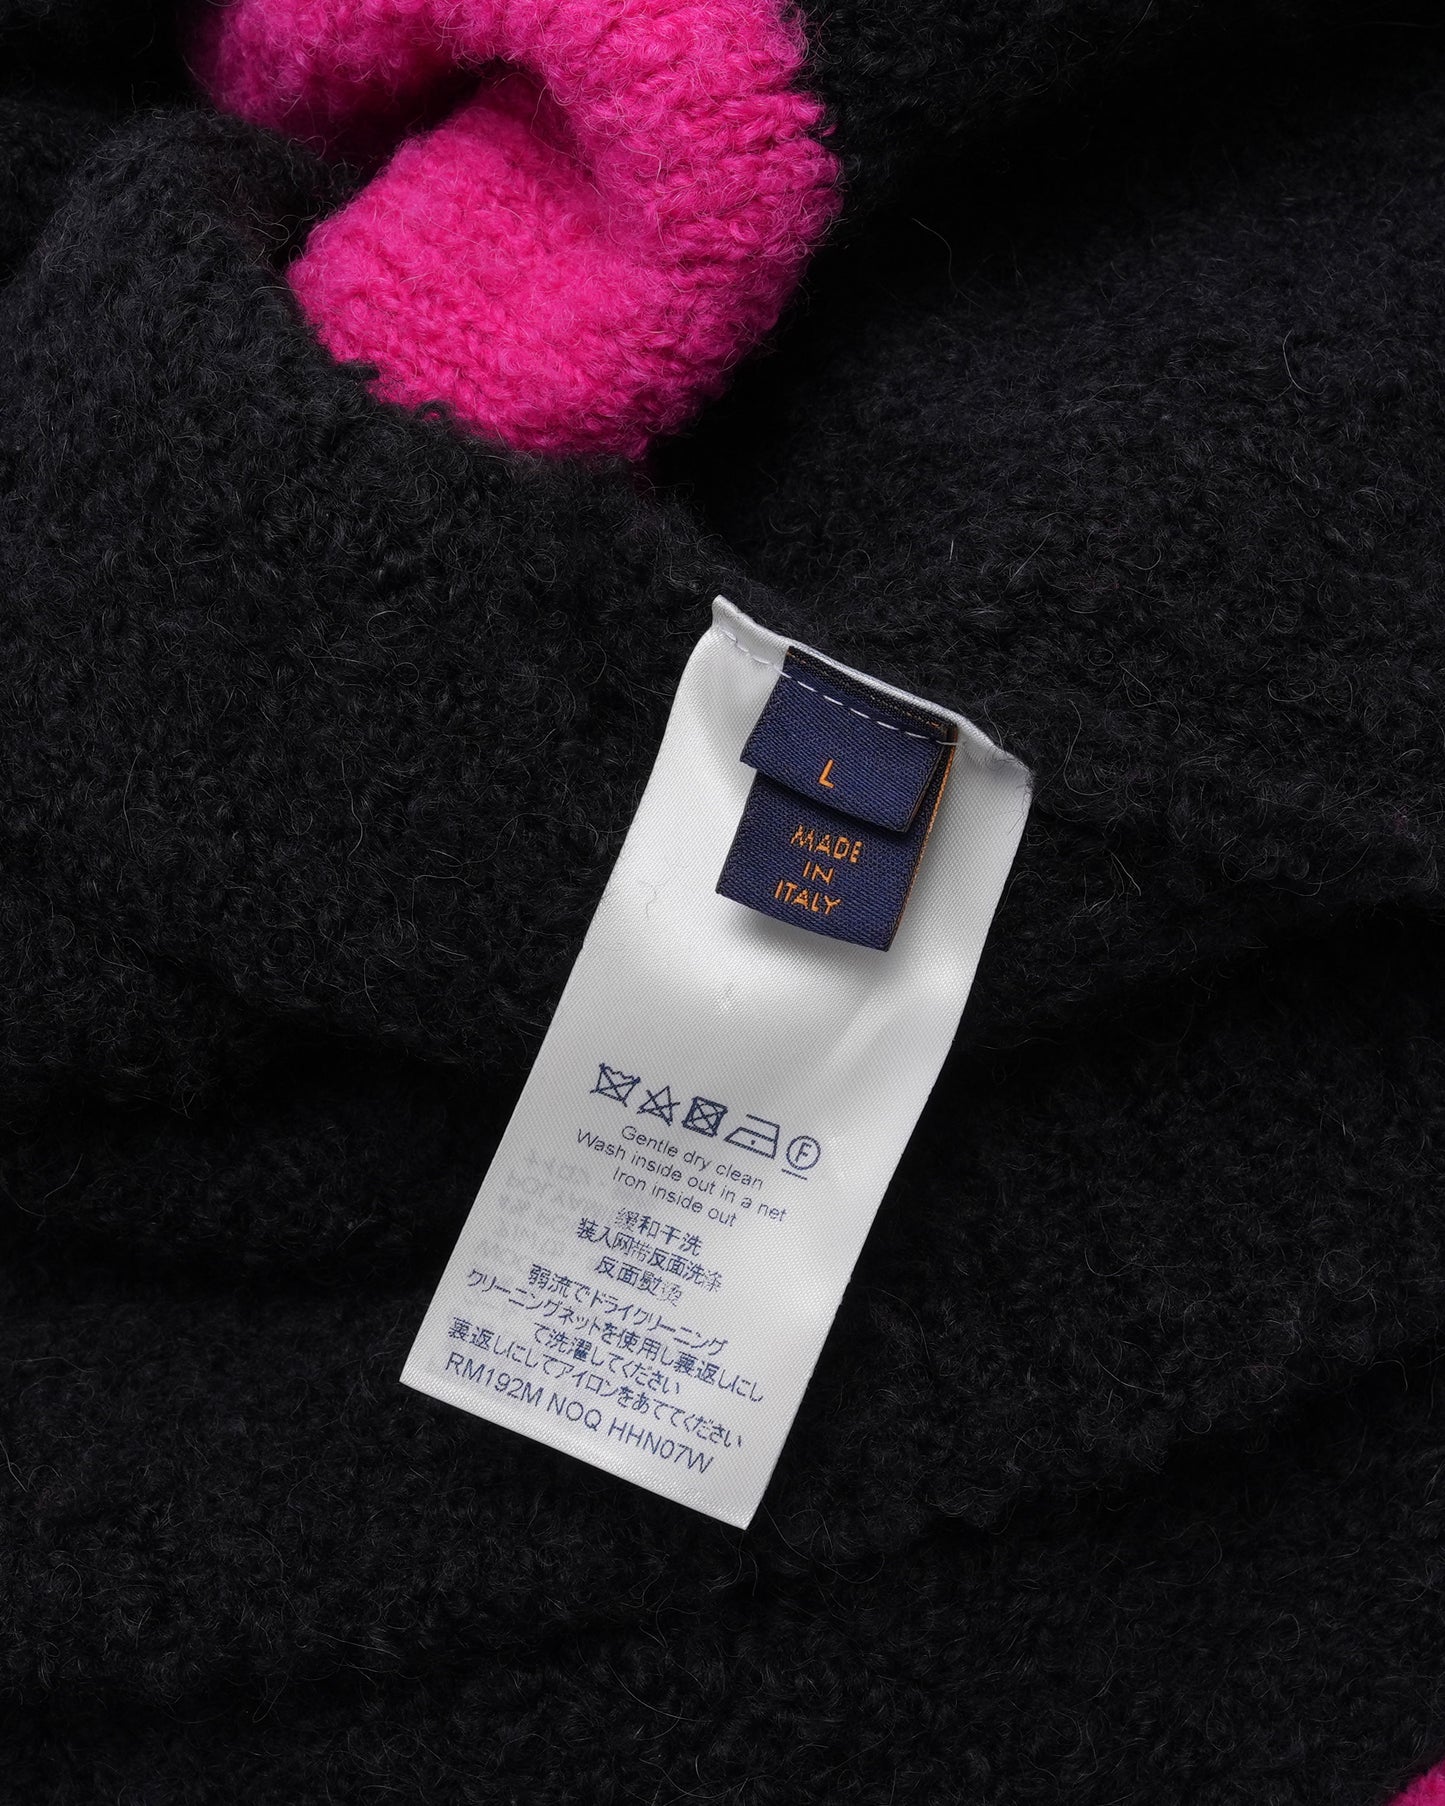 L
MADE
IN
ITALY
F
Gentle dry clean
Wash inside out in a net
Iron inside out
缓和干洗
装入网带反面洗涤
反面熨烫
弱流でドライクリーニング
クリーニングネットを使用し裏返しにし
て洗濯してください
裏返しにしてアイロンをあててください
RM192M NOQ HHN07W